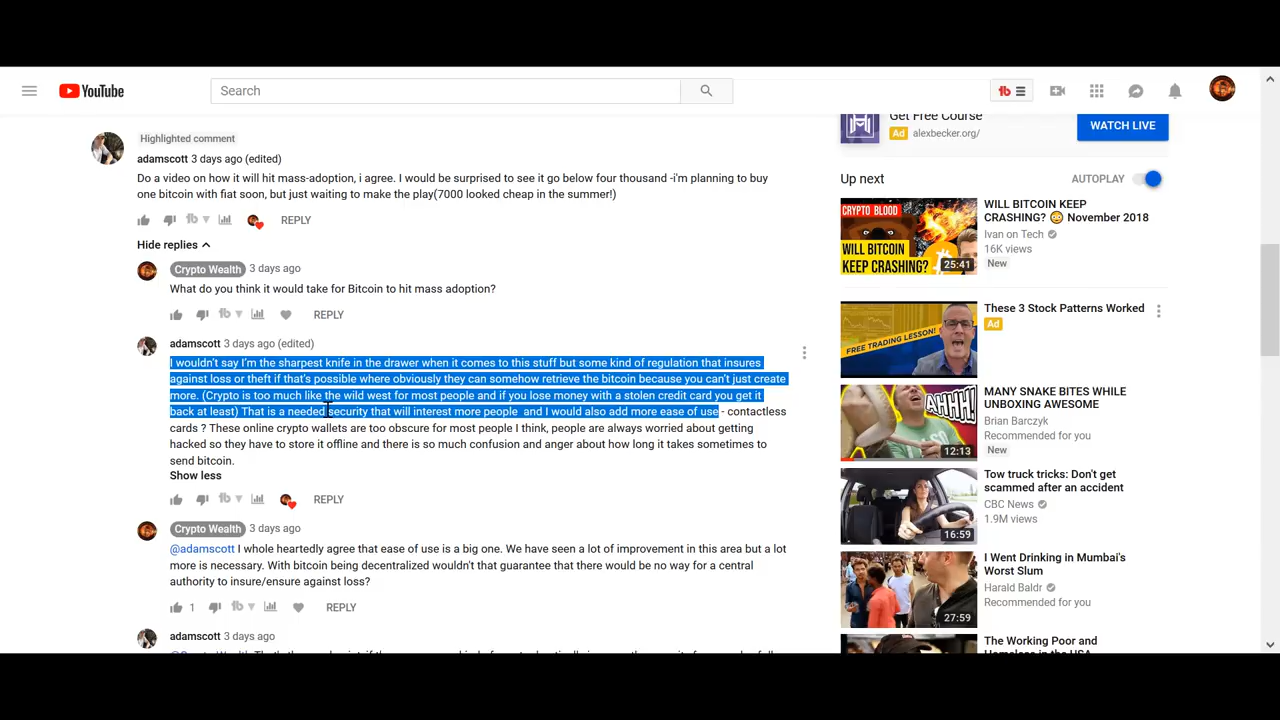 YouTube
Search
tb
Highlighted comment
adamscott 3 days ago (edited)
Do a video on how it will hit mass-adoption, i agree. I would be surprised to see it go below four thousand -i'm planning to buy
one bitcoin with fiat soon, but just waiting to make the play(7000 looked cheap in the summer!)
tb REPLY
Hide replies
Crypto Wealth 3 days ago
What do you think it would take for Bitcoin to hit mass adoption?
tb REPLY
adamscott 3 days ago (edited)
I wouldn't say I'm the sharpest knife in the drawer when it comes to this stuff but some kind of regulation that insures
against loss or theft if that's possible where obviously they can somehow retrieve the bitcoin because you can't just create
more. (Crypto is too much like the wild west for most people and if you lose money with a stolen credit card you get it
back at least) That is a needed security that will interest more people and I would also add more ease of use - contactless
cards ? These online crypto wallets are too obscure for most people I think, people are always worried about getting
hacked so they have to store it offline and there is so much confusion and anger about how long it takes sometimes to
send bitcoin.
Show less
tb REPLY
Crypto Wealth 3 days ago
@adamscott I whole heartedly agree that ease of use is a big one. We have seen a lot of improvement in this area but a lot
more is necessary. With bitcoin being decentralized wouldn't that guarantee that there would be no way for a central
authority to insure/ensure against loss?
1 tb REPLY
adamscott 3 days ago
Get Free Course
Ad alexbecker.org/
WATCH LIVE
Up next
AUTOPLAY
CRYPTO BLOOD
WILL BITCOIN
KEEP CRASHING?
25:41
WILL BITCOIN KEEP
CRASHING? November 2018
Ivan on Tech
16K views
New
FREE TRADING LESSON!
These 3 Stock Patterns Worked
Ad
AHHH!
12:13
MANY SNAKE BITES WHILE
UNBOXING AWESOME
Brian Barczyk
Recommended for you
New
16:59
Tow truck tricks: Don't get
scammed after an accident
CBC News
1.9M views
27:59
I Went Drinking in Mumbai's
Worst Slum
Harald Baldr
Recommended for you
The Working Poor and